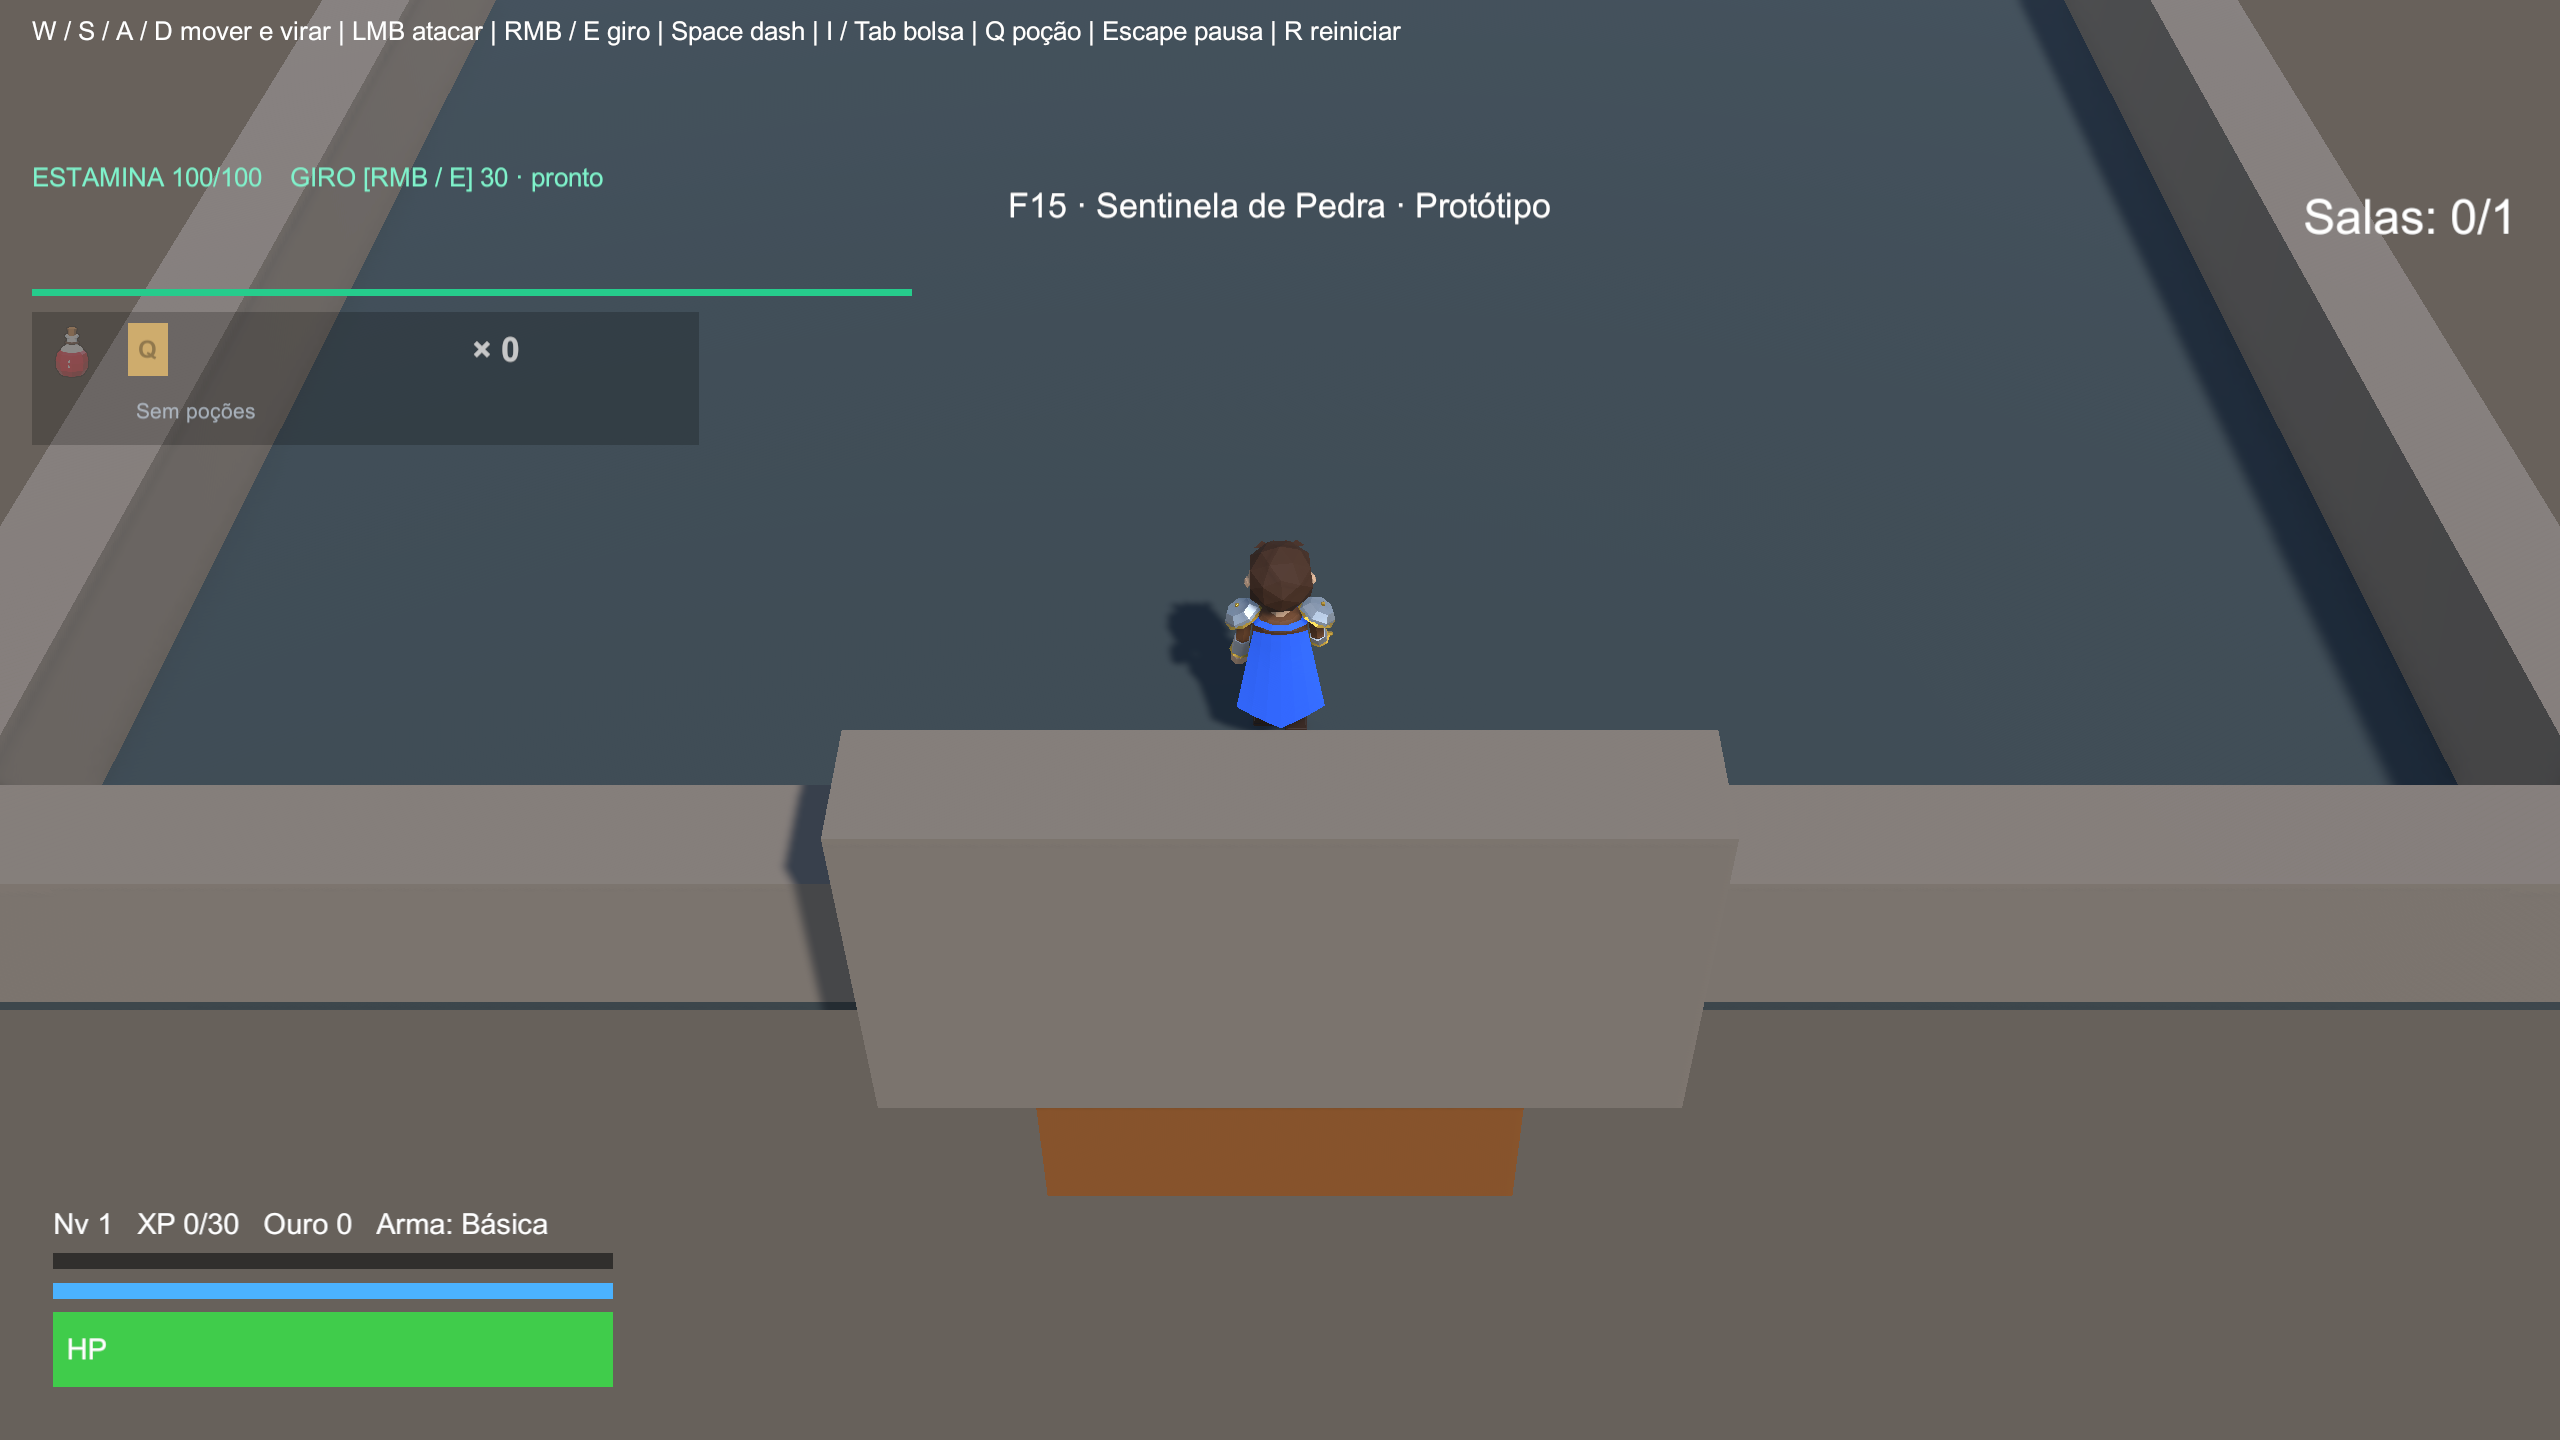 W / S / A / D mover e virar | LMB atacar | RMB / E giro | Space dash | I / Tab bolsa | Q poção | Escape pausa | R reiniciar
ESTAMINA 100/100    GIRO [RMB / E] 30 · pronto
F15 · Sentinela de Pedra · Protótipo
Salas: 0/1
Q × 0
Sem poções
Nv 1   XP 0/30   Ouro 0   Arma: Básica
HP